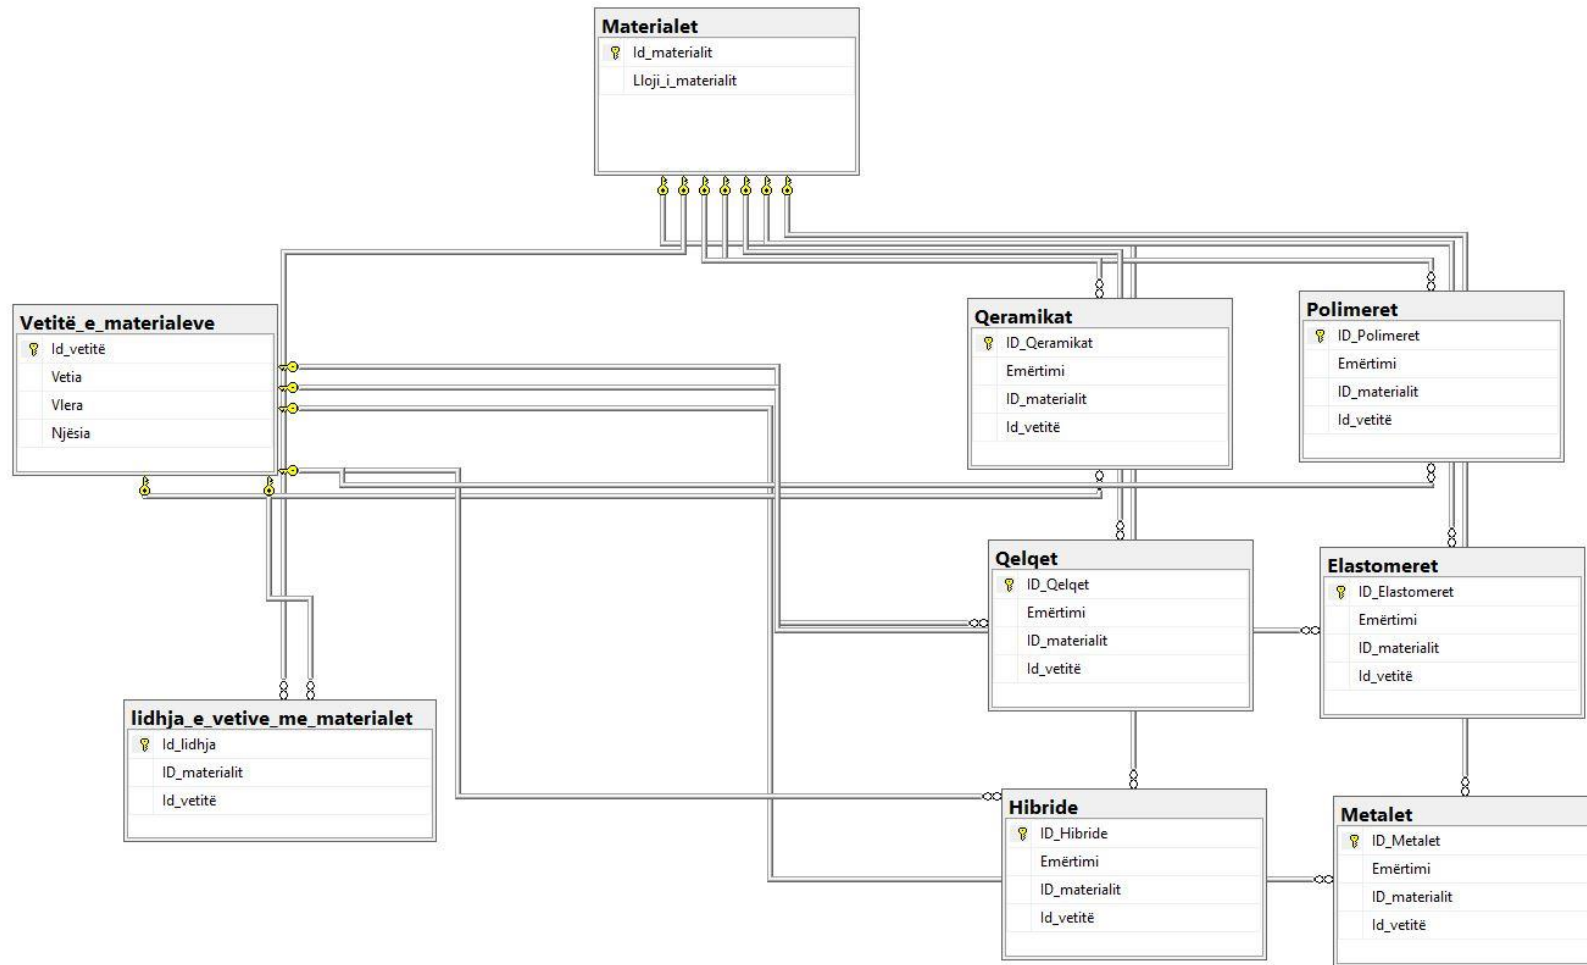 Materialet
Id_materialit
Lloji_i_materialit
Vetitë_e_materialeve
Id_vetitë
Vetia
Vlera
Njësia
Qeramikat
ID_Qeramikat
Emërtimi
ID_materialit
Id_vetitë
Polimeret
ID_Polimeret
Emërtimi
ID_materialit
Id_vetitë
Qelqet
ID_Qelqet
Emërtimi
ID_materialit
Id_vetitë
Elastomeret
ID_Elastomeret
Emërtimi
ID_materialit
Id_vetitë
lidhja_e_vetive_me_materialet
Id_lidhja
ID_materialit
Id_vetitë
Hibride
ID_Hibride
Emërtimi
ID_materialit
Id_vetitë
Metalet
ID_Metalet
Emërtimi
ID_materialit
Id_vetitë